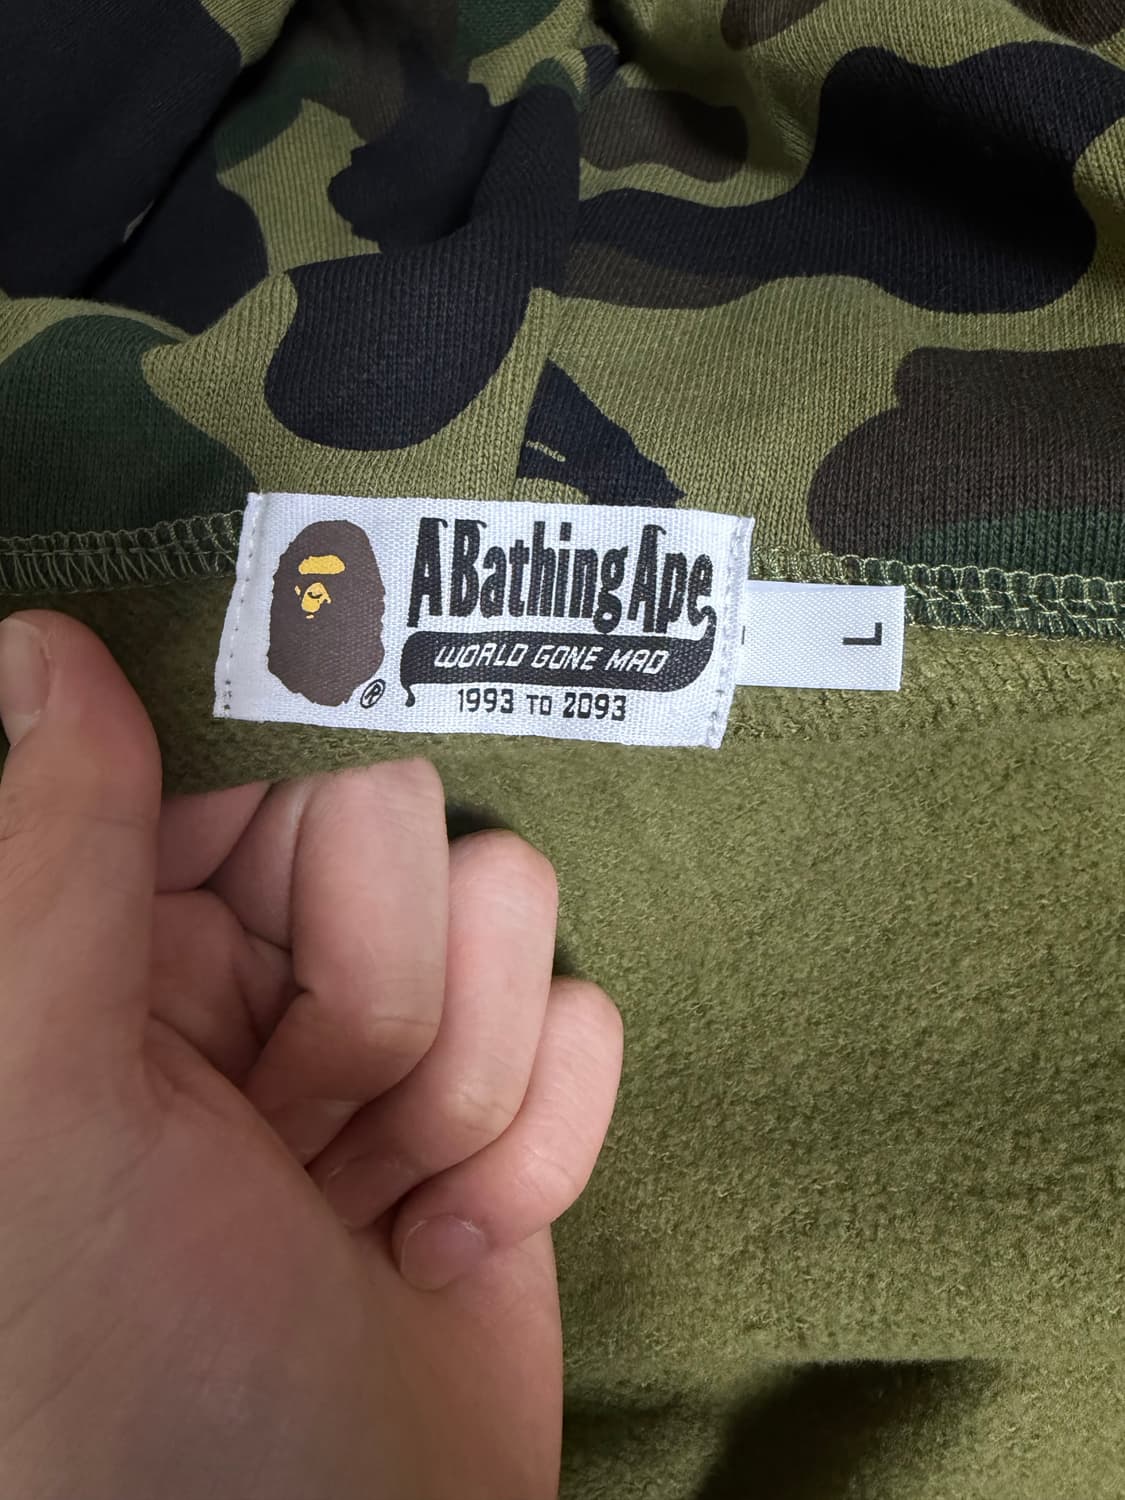 A Bathing Ape
WORLD GONE MAD
1993 TO 2093
®
L